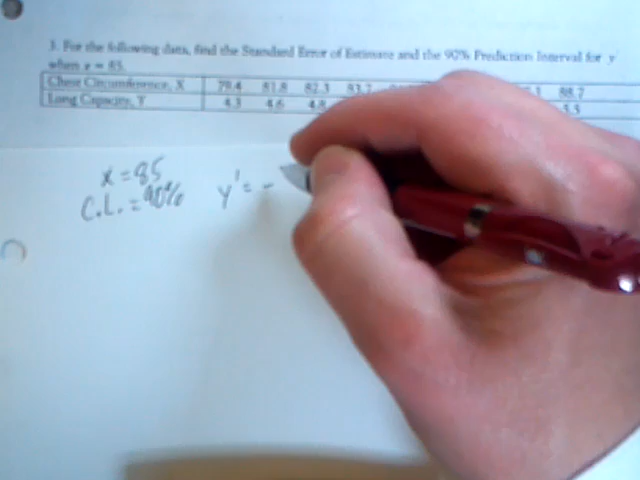 3. For the following data, find the Standard Error of Estimate and the 90% Prediction Interval for y'
when x = 85.
Chest Circumference, X 79.4 81.8 82.3 83.7 88.7
Lung Capacity, Y 4.3 4.6 4.8 5.5
x = 85
C.L. = 90% y' = -